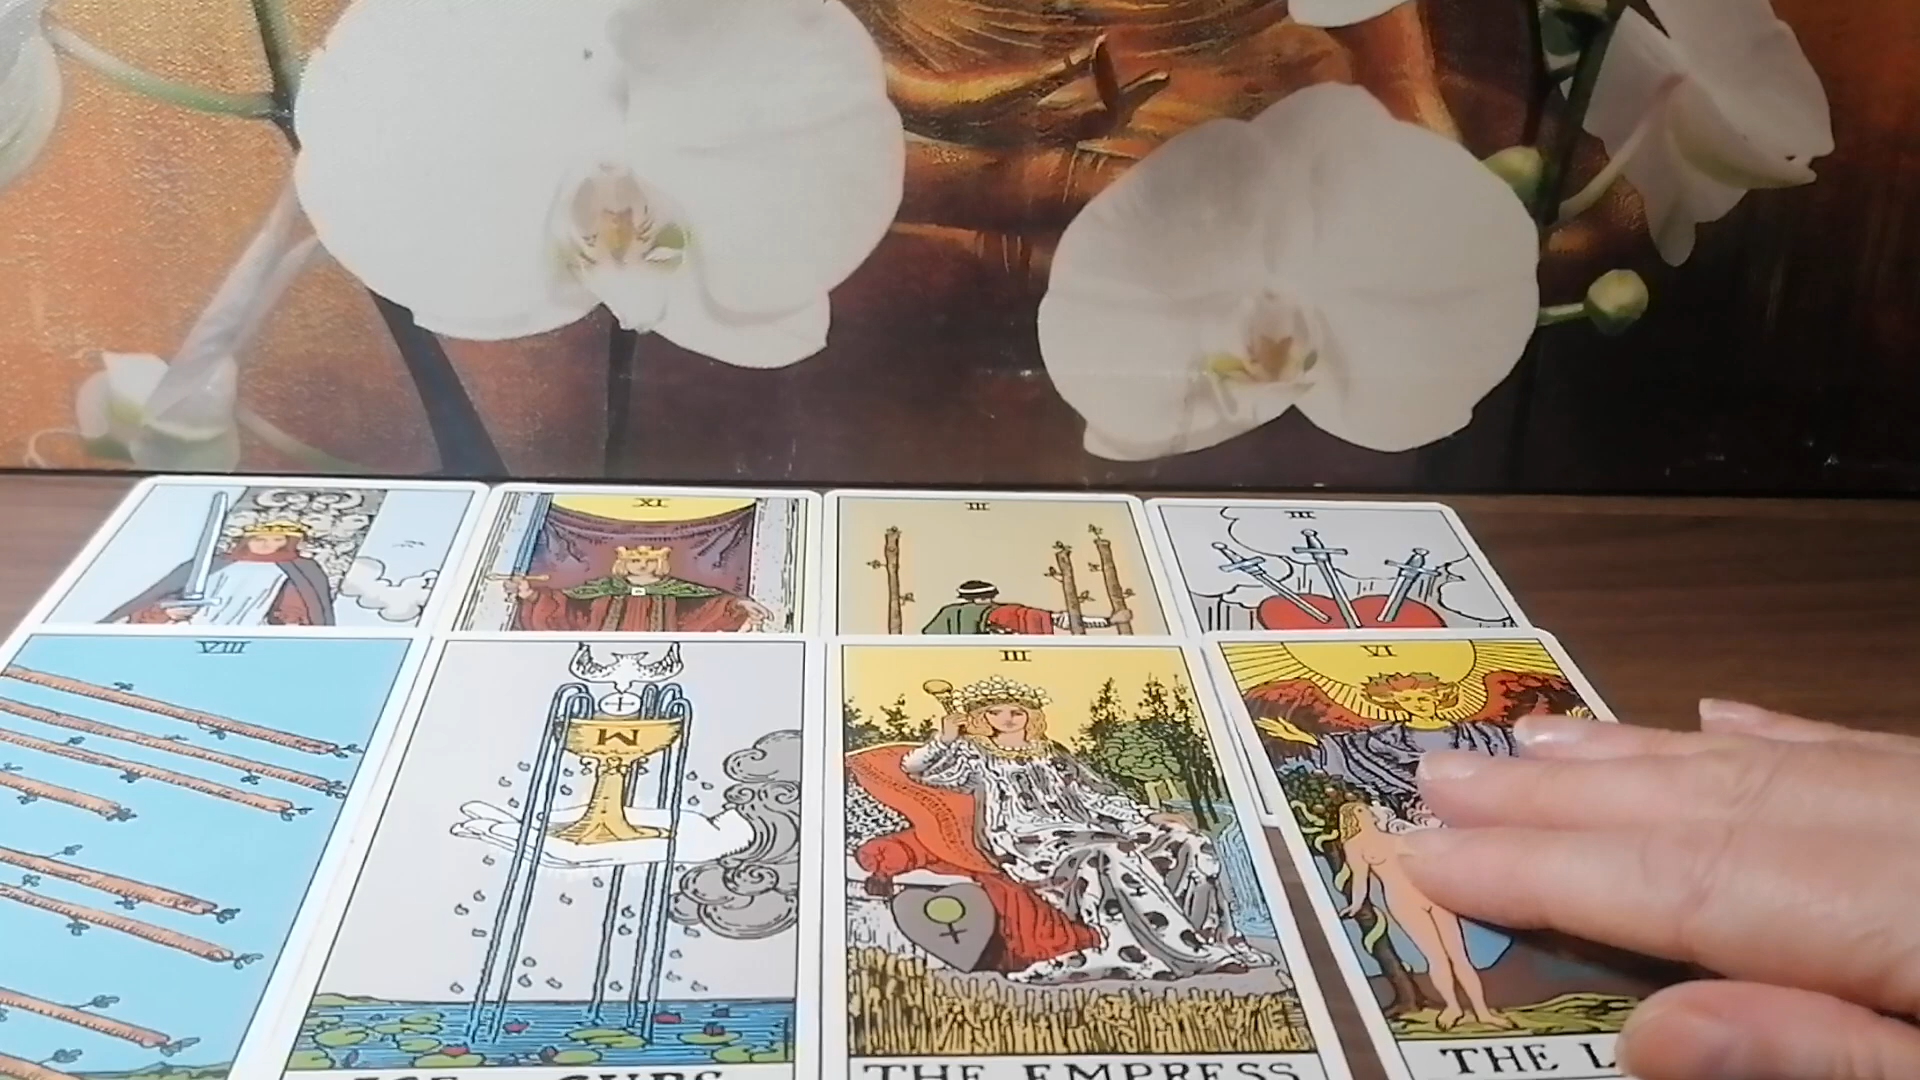 XI
III
III
VIII
III
VI
THE EMPRESS
THE L